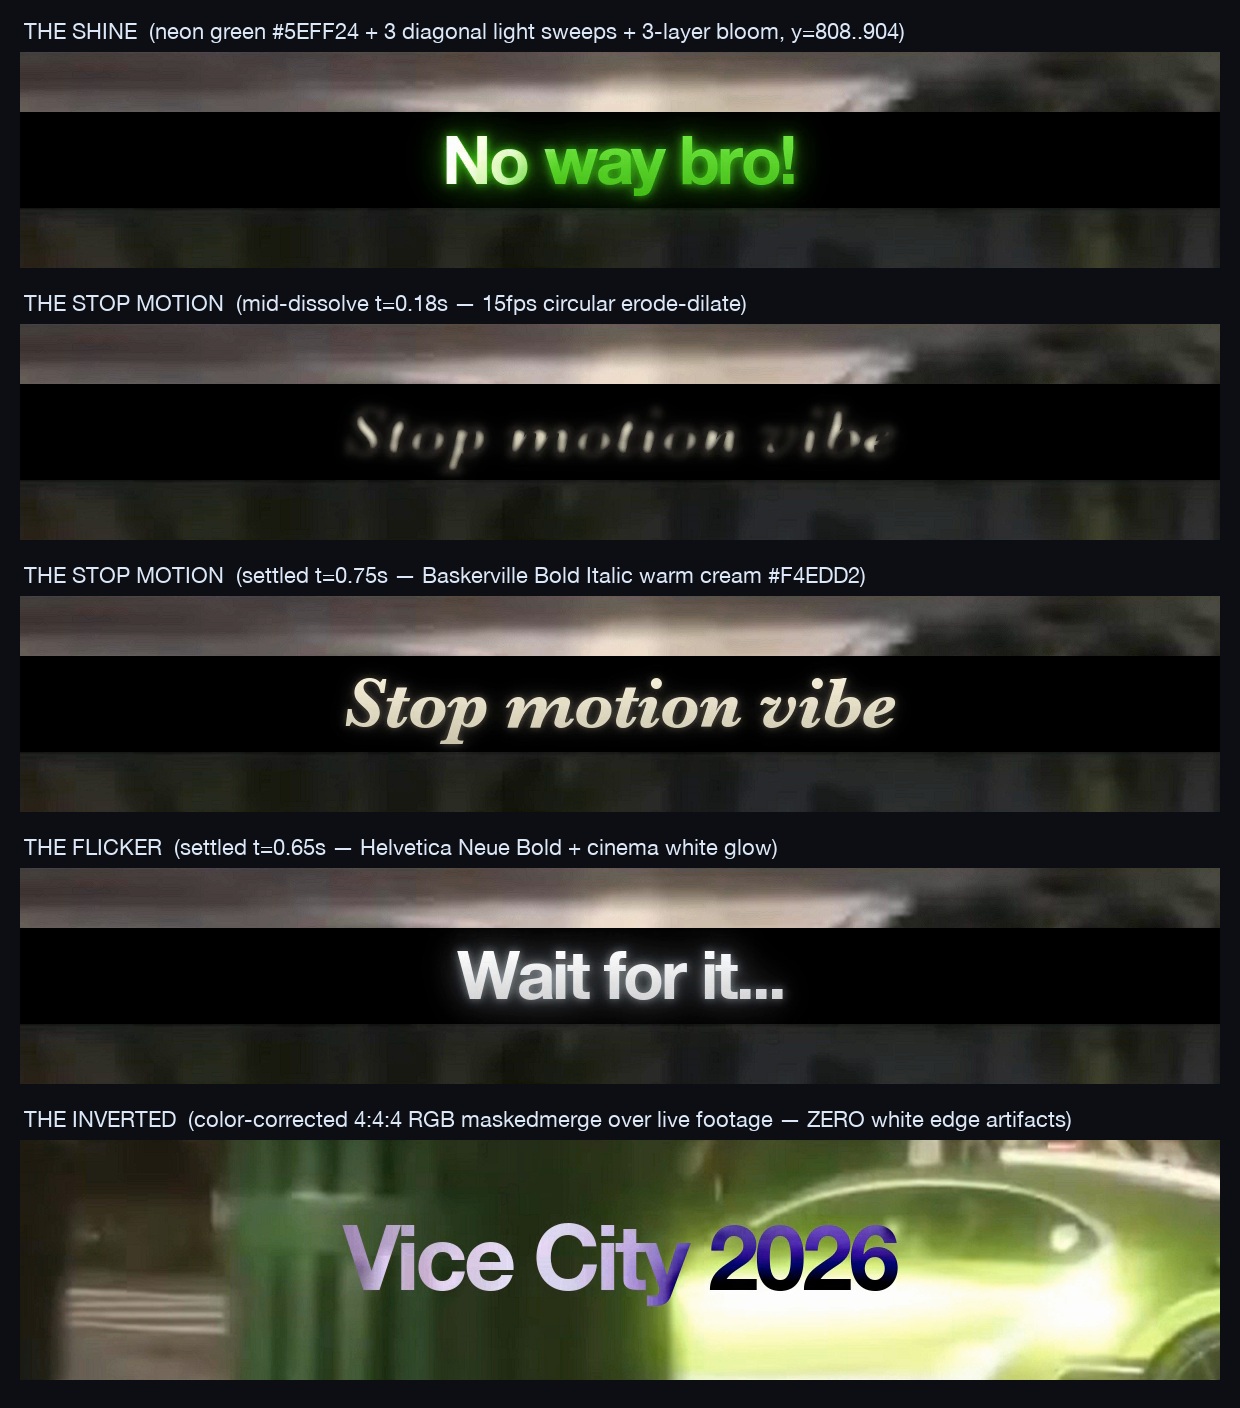 THE SHINE (neon green #5EFF24 + 3 diagonal light sweeps + 3-layer bloom, y=808..904)
No way bro!
THE STOP MOTION (mid-dissolve t=0.18s — 15fps circular erode-dilate)
Stop motion vibe
THE STOP MOTION (settled t=0.75s — Baskerville Bold Italic warm cream #F4EDD2)
Stop motion vibe
THE FLICKER (settled t=0.65s — Helvetica Neue Bold + cinema white glow)
Wait for it...
THE INVERTED (color-corrected 4:4:4 RGB maskedmerge over live footage — ZERO white edge artifacts)
Vice City 2026